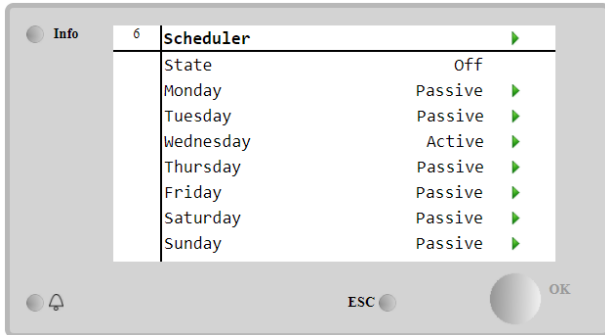 Info
6 Scheduler
State Off
Monday Passive
Tuesday Passive
Wednesday Active
Thursday Passive
Friday Passive
Saturday Passive
Sunday Passive
ESC OK